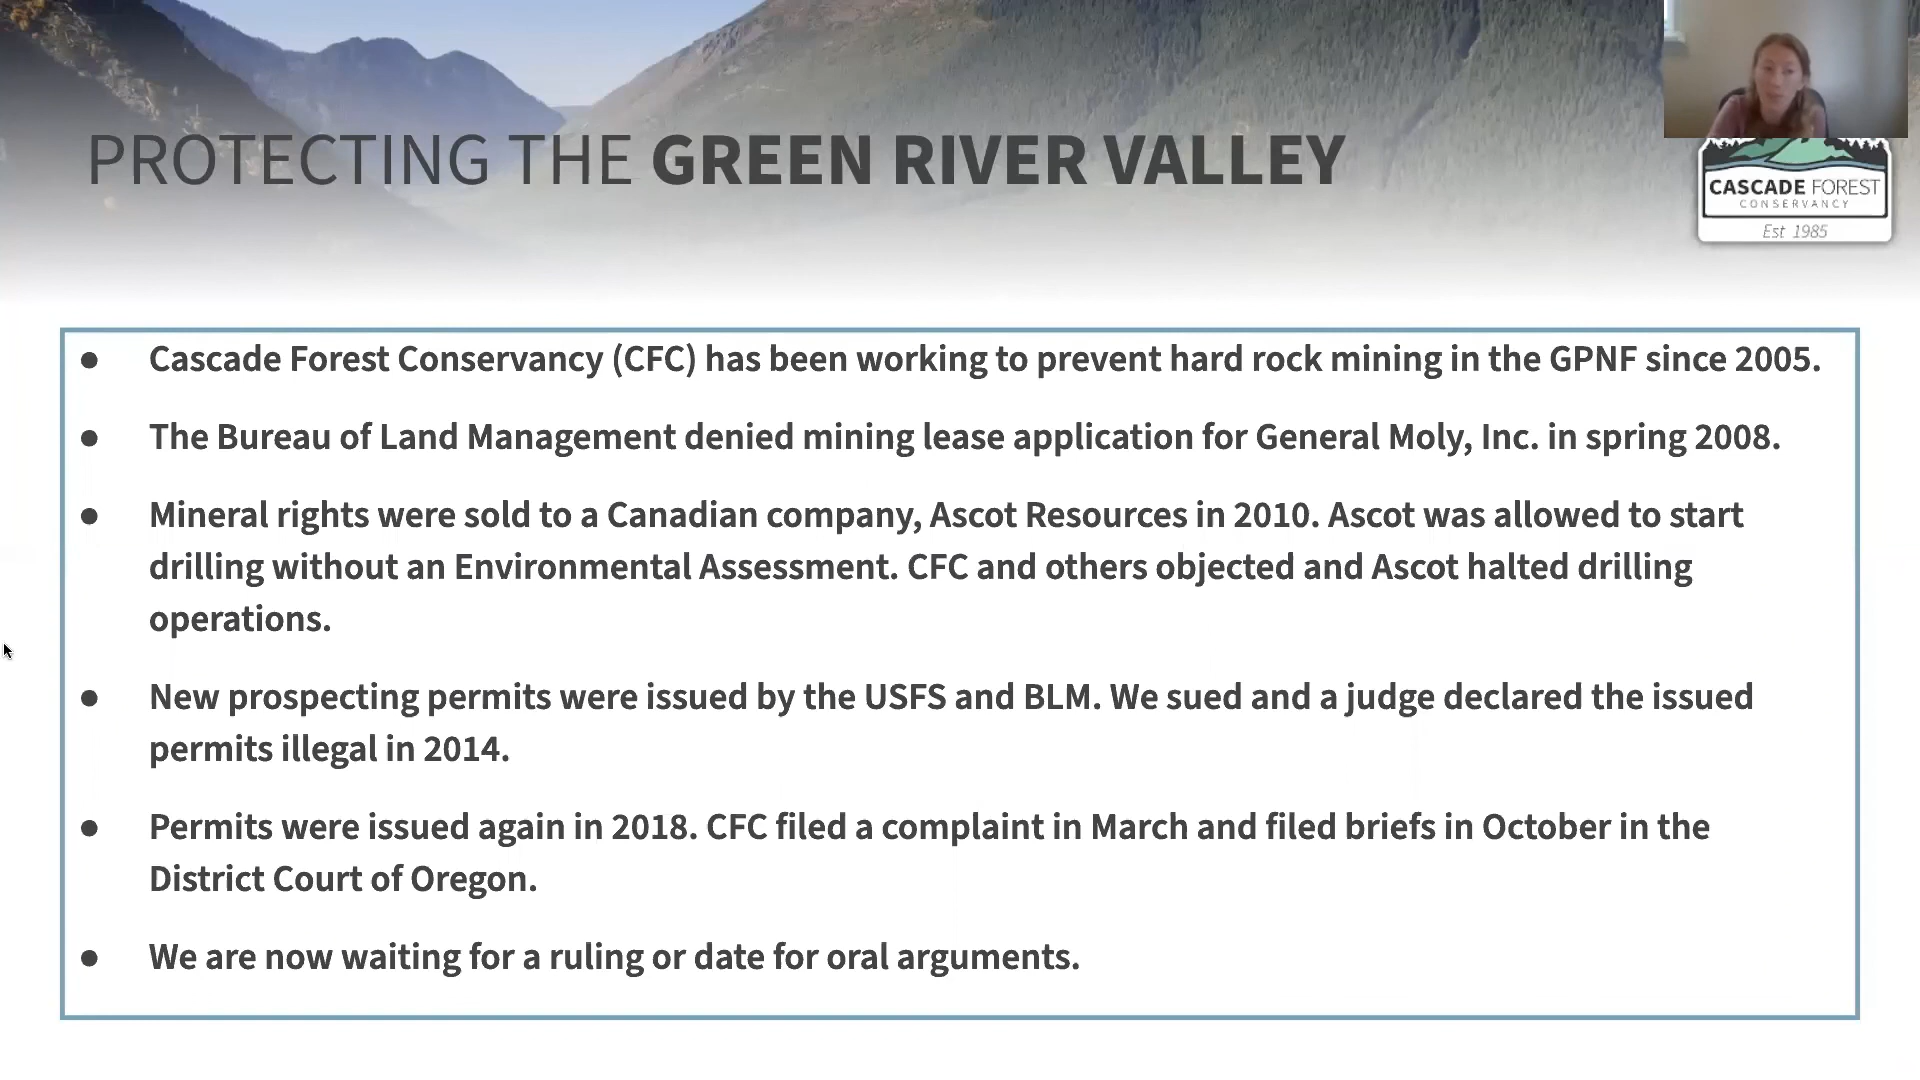 PROTECTING THE GREEN RIVER VALLEY
CASCADE FOREST
CONSERVANCY
Est 1985
● Cascade Forest Conservancy (CFC) has been working to prevent hard rock mining in the GPNF since 2005.
● The Bureau of Land Management denied mining lease application for General Moly, Inc. in spring 2008.
● Mineral rights were sold to a Canadian company, Ascot Resources in 2010. Ascot was allowed to start
drilling without an Environmental Assessment. CFC and others objected and Ascot halted drilling
operations.
● New prospecting permits were issued by the USFS and BLM. We sued and a judge declared the issued
permits illegal in 2014.
● Permits were issued again in 2018. CFC filed a complaint in March and filed briefs in October in the
District Court of Oregon.
● We are now waiting for a ruling or date for oral arguments.